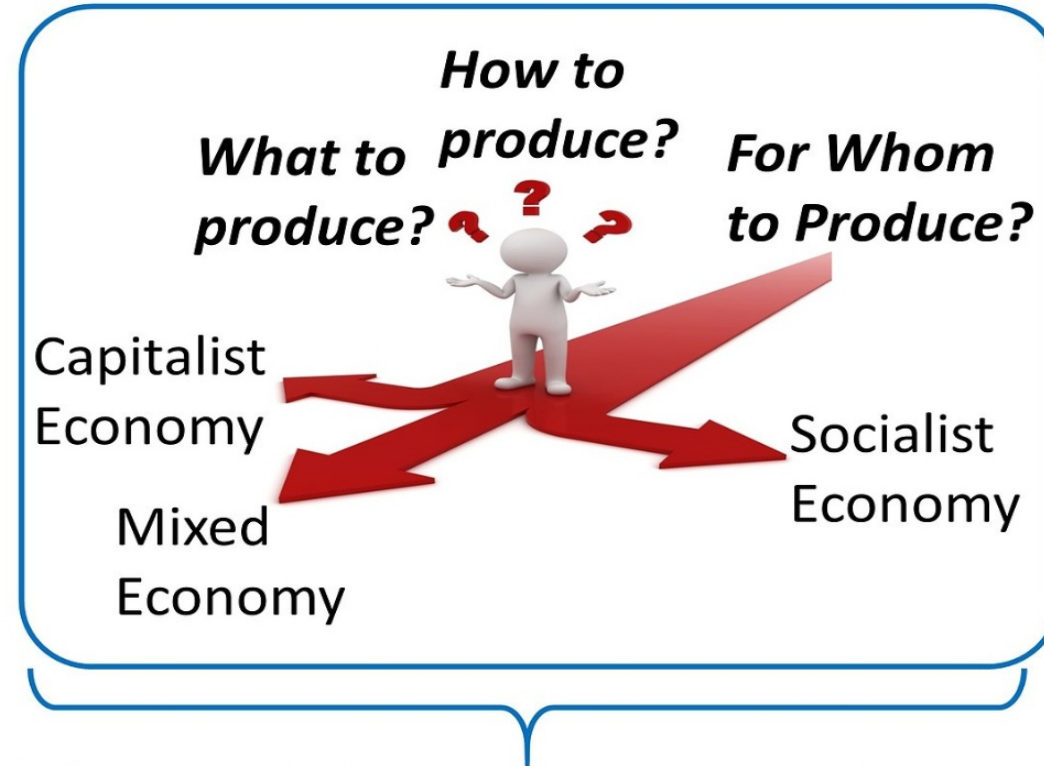 How to
produce?
What to
produce?
For Whom
to Produce?
? ? ?
Capitalist
Economy
Mixed
Economy
Socialist
Economy